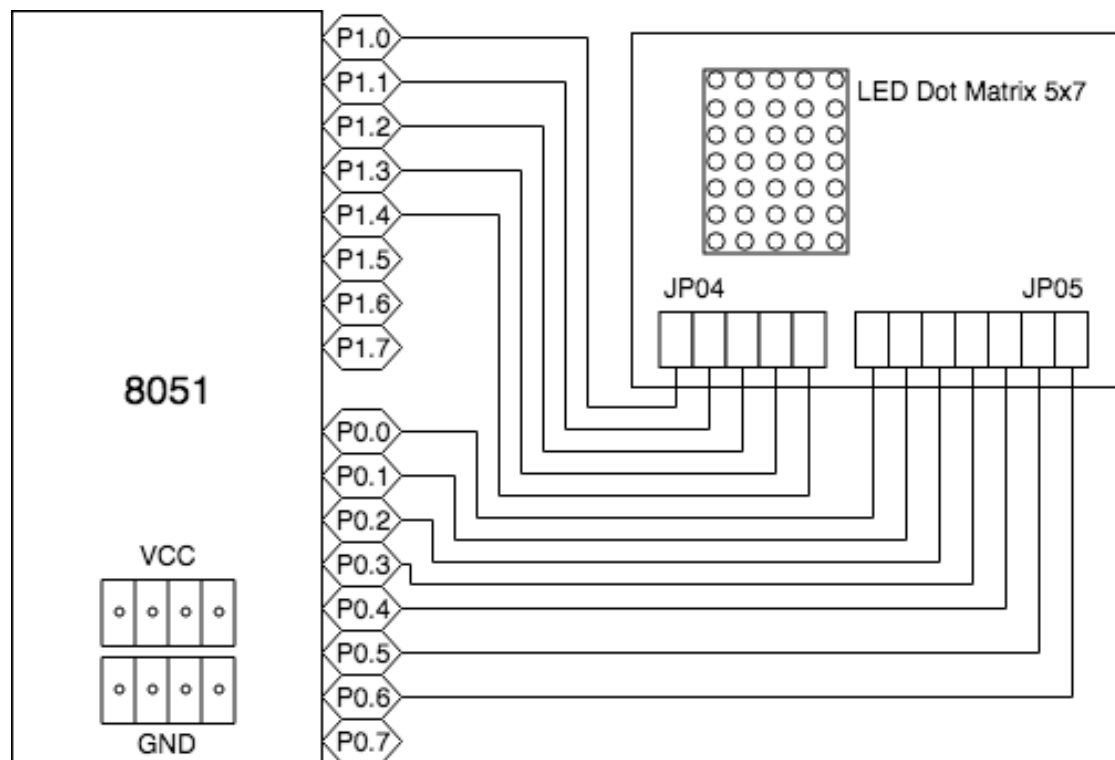 P1.0
P1.1
P1.2
P1.3
P1.4
P1.5
P1.6
P1.7
8051
P0.0
P0.1
P0.2
P0.3
P0.4
P0.5
P0.6
P0.7
VCC
GND
LED Dot Matrix 5x7
JP04
JP05